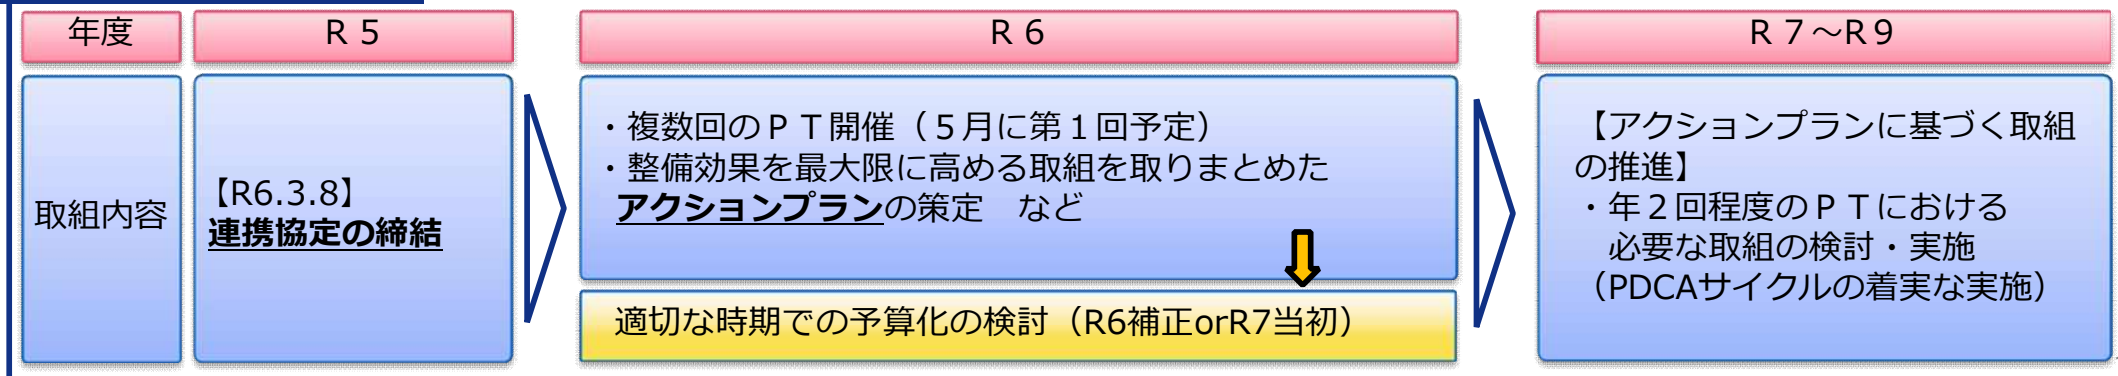 年度
R 5
R 6
R 7～R 9
取組内容
【R6.3.8】
連携協定の締結
・複数回のＰＴ開催（５月に第１回予定）
・整備効果を最大限に高める取組を取りまとめた
アクションプランの策定　など
適切な時期での予算化の検討（R6補正orR7当初）
【アクションプランに基づく取組
の推進】
・年２回程度のＰＴにおける
必要な取組の検討・実施
（PDCAサイクルの着実な実施）